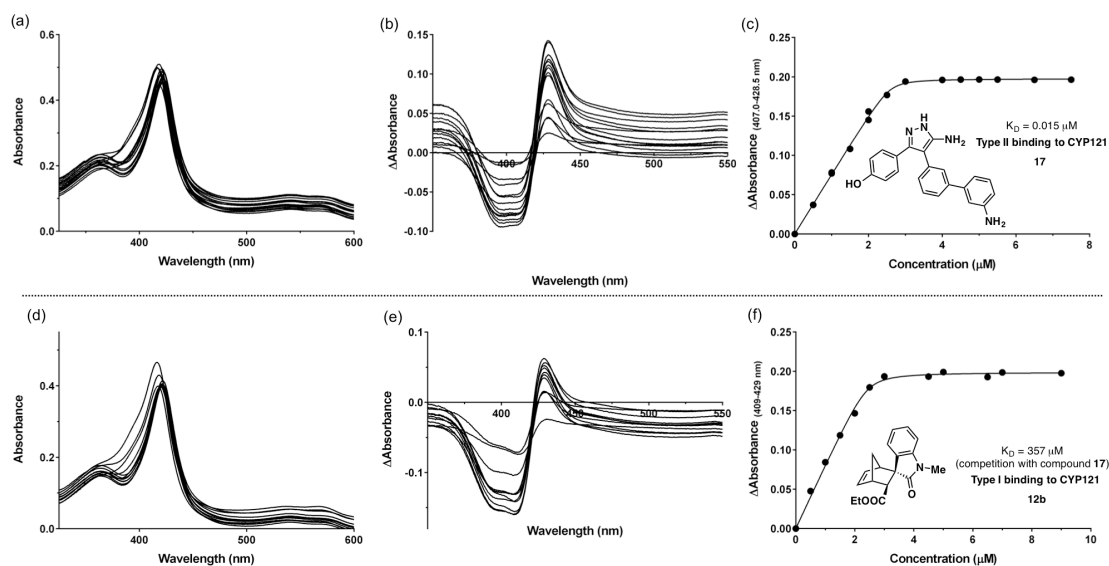 (a)
0.6
0.4
0.2
0.0
Absorbance
400
500
600
Wavelength (nm)
(b)
0.15
0.10
0.05
0.00
-0.05
-0.10
ΔAbsorbance
400
450
500
550
Wavelength (nm)
(c)
0.25
0.20
0.15
0.10
0.05
0.00
ΔAbsorbance (407.0-428.5 nm)
0
2
4
6
8
Concentration (μM)
H
N
N
NH2
HO
NH2
KD = 0.015 μM
Type II binding to CYP121
17
(d)
0.4
0.2
0.0
Absorbance
400
500
600
Wavelength (nm)
(e)
0.1
0.0
-0.1
ΔAbsorbance
400
450
500
550
Wavelength (nm)
(f)
0.25
0.20
0.15
0.10
0.05
0.00
ΔAbsorbance (409-429 nm)
0
2
4
6
8
10
Concentration (μM)
N-Me
O
EtOOC
KD = 357 μM
(competition with compound 17)
Type I binding to CYP121
12b